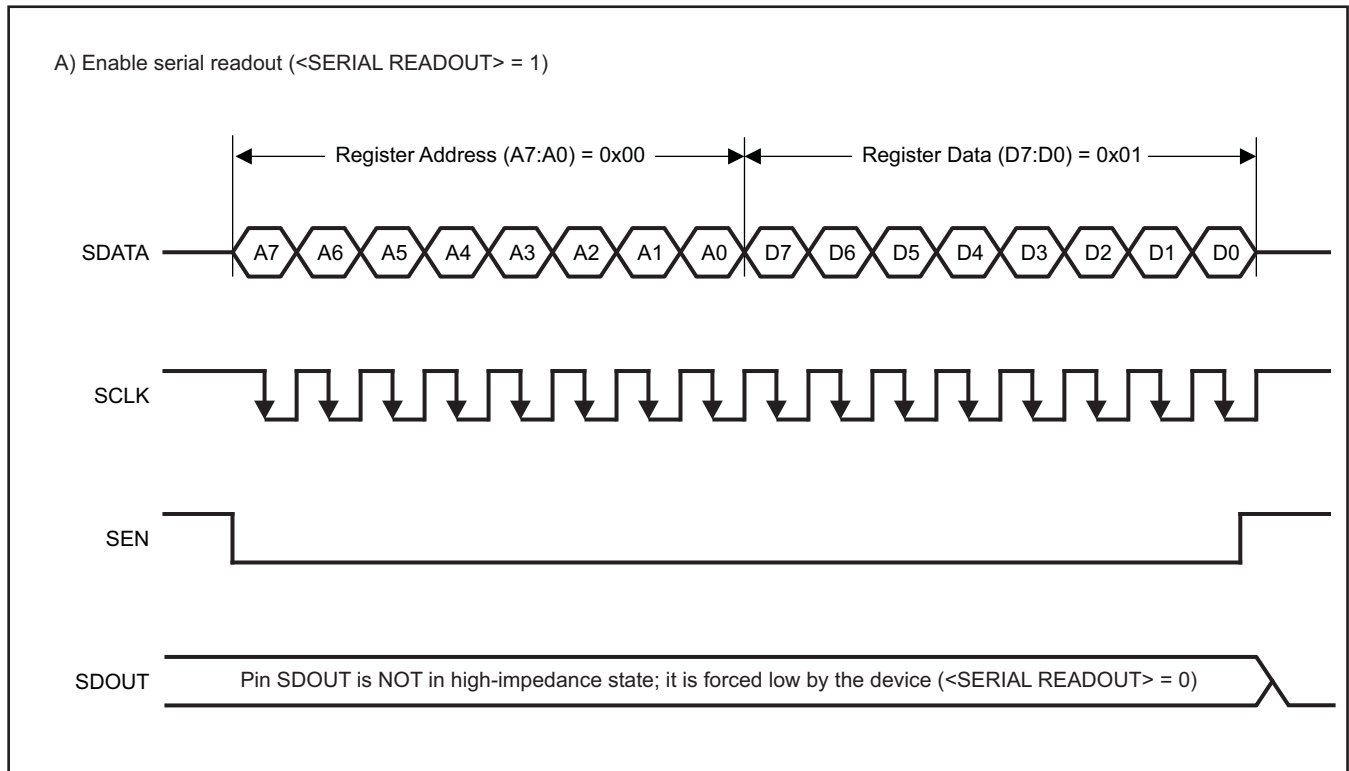 A) Enable serial readout (<SERIAL READOUT> = 1)
Register Address (A7:A0) = 0x00
Register Data (D7:D0) = 0x01
SDATA
A7 A6 A5 A4 A3 A2 A1 A0 D7 D6 D5 D4 D3 D2 D1 D0
SCLK
SEN
SDOUT
Pin SDOUT is NOT in high-impedance state; it is forced low by the device (<SERIAL READOUT> = 0)